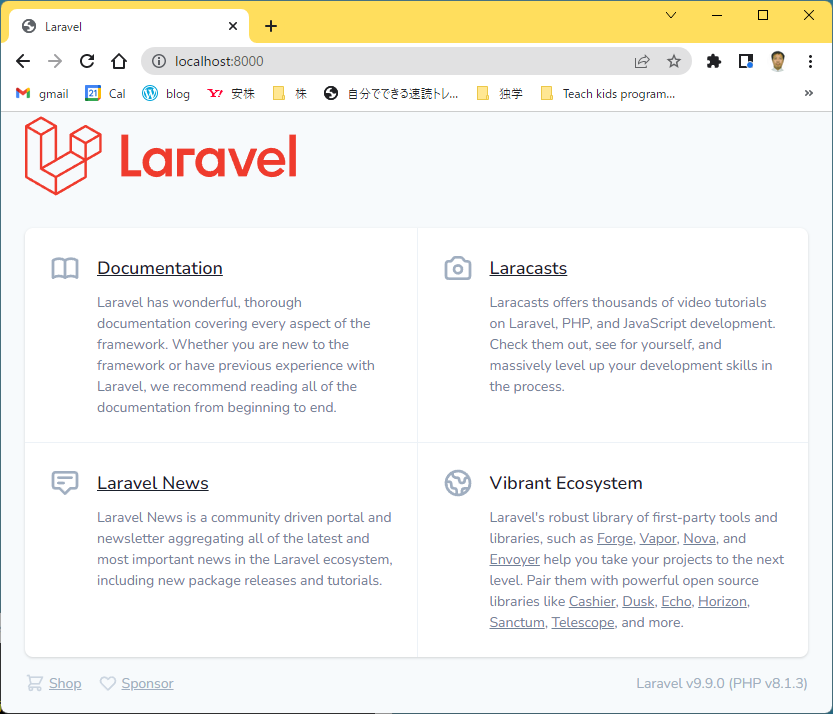 Laravel
localhost:8000
gmail
21 Cal
blog
Y! 安株
株
自分でできる速読トレ...
独学
Teach kids program...
»
Laravel
Documentation
Laravel has wonderful, thorough
documentation covering every aspect of the
framework. Whether you are new to the
framework or have previous experience with
Laravel, we recommend reading all of the
documentation from beginning to end.
Laracasts
Laracasts offers thousands of video tutorials
on Laravel, PHP, and JavaScript development.
Check them out, see for yourself, and
massively level up your development skills in
the process.
Laravel News
Laravel News is a community driven portal and
newsletter aggregating all of the latest and
most important news in the Laravel ecosystem,
including new package releases and tutorials.
Vibrant Ecosystem
Laravel's robust library of first-party tools and
libraries, such as Forge, Vapor, Nova, and
Envoyer help you take your projects to the next
level. Pair them with powerful open source
libraries like Cashier, Dusk, Echo, Horizon,
Sanctum, Telescope, and more.
Shop
Sponsor
Laravel v9.9.0 (PHP v8.1.3)